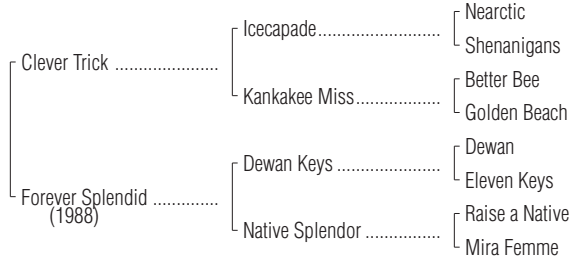 Nearctic
Icecapade.........................
Shenanigans
Clever Trick .....................
Better Bee
Kankakee Miss.................
Golden Beach
Dewan
Dewan Keys .....................
Eleven Keys
Forever Splendid .............
(1988)
Raise a Native
Native Splendor ...............
Mira Femme